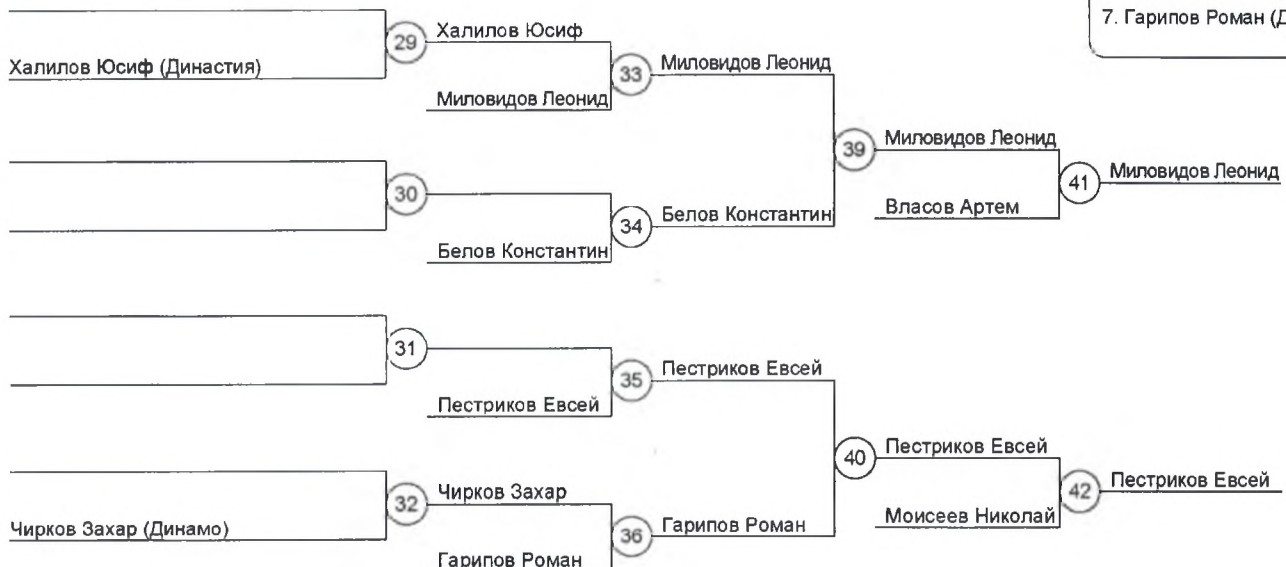 7. Гарипов Роман (Д
29 Халилов Юсиф
Халилов Юсиф (Династия)
33 Миловидов Леонид
Миловидов Леонид
39 Миловидов Леонид
41 Миловидов Леонид
30
34 Белов Константин
Власов Артем
Белов Константин
31
35 Пестриков Евсей
Пестриков Евсей
40 Пестриков Евсей
42 Пестриков Евсей
32 Чирков Захар
Чирков Захар (Динамо)
36 Гарипов Роман
Моисеев Николай
Гарипов Роман